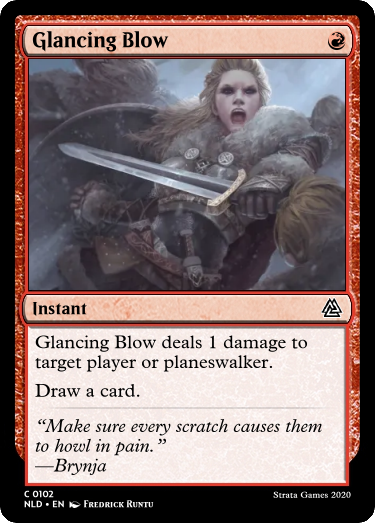 Glancing Blow
Instant
Glancing Blow deals 1 damage to
target player or planeswalker.
Draw a card.
“Make sure every scratch causes them
to howl in pain.”
—Brynja
C 0102
NLD • EN Fredrick Runtu
Strata Games 2020